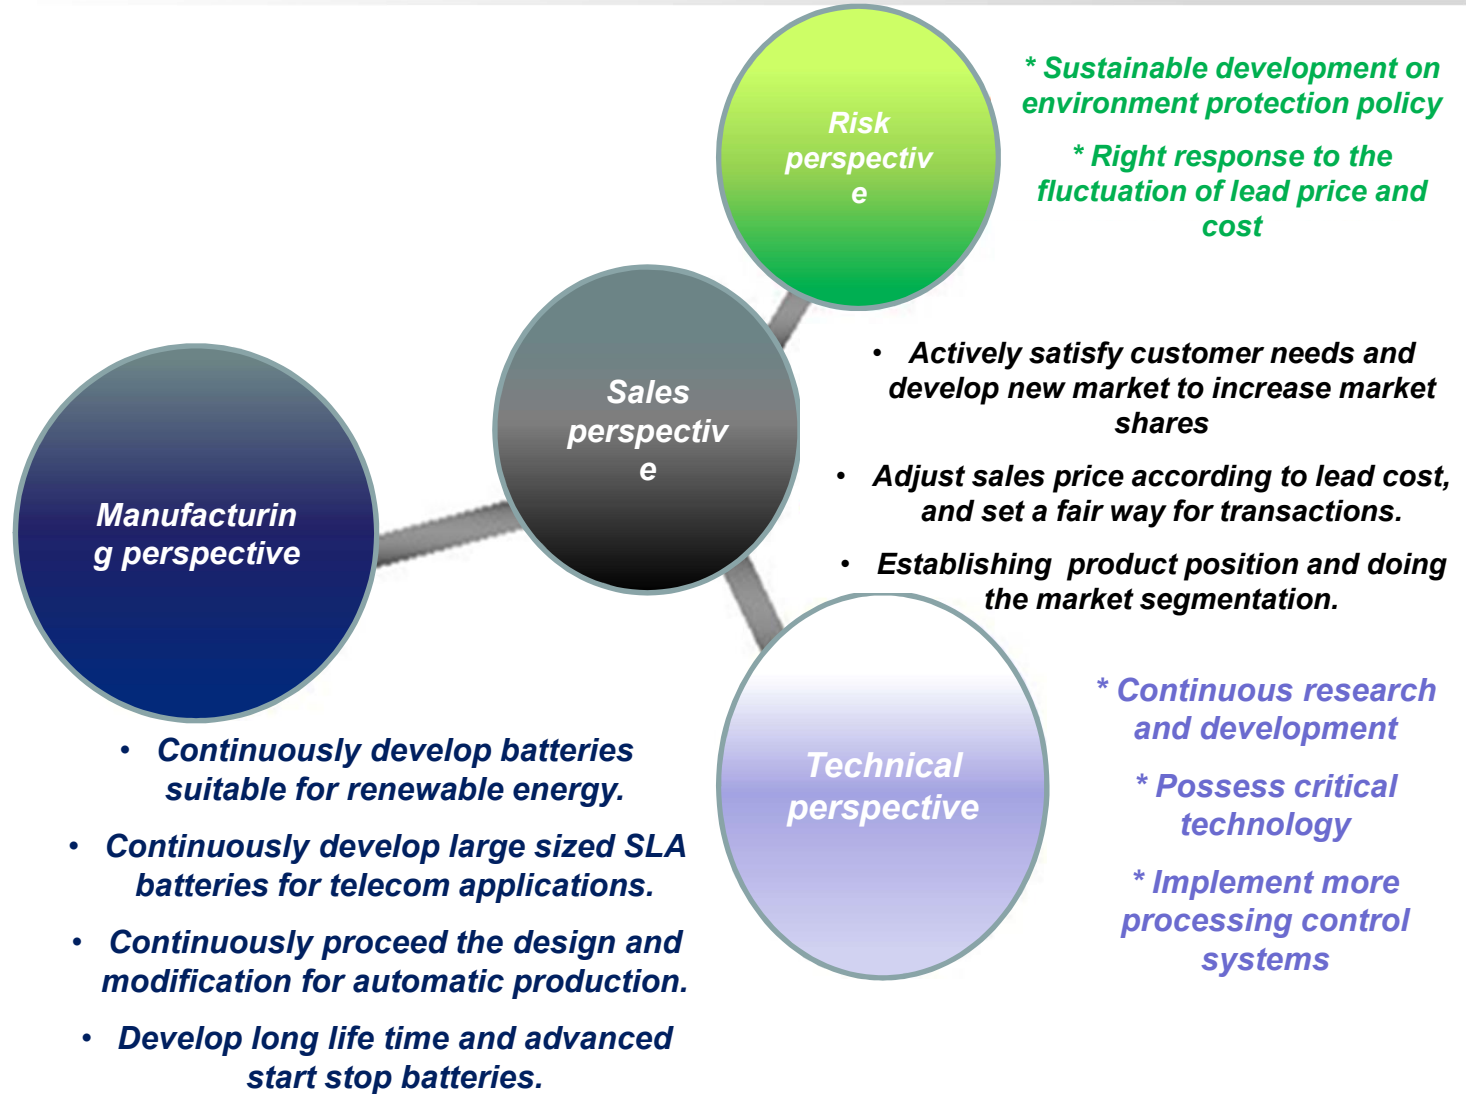 Risk
perspectiv
e
* Sustainable development on
environment protection policy
* Right response to the
fluctuation of lead price and
cost
Sales
perspectiv
e
• Actively satisfy customer needs and
develop new market to increase market
shares
• Adjust sales price according to lead cost,
and set a fair way for transactions.
• Establishing  product position and doing
the market segmentation.
Manufacturin
g perspective
• Continuously develop batteries
suitable for renewable energy.
• Continuously develop large sized SLA
batteries for telecom applications.
• Continuously proceed the design and
modification for automatic production.
• Develop long life time and advanced
start stop batteries.
Technical
perspective
* Continuous research
and development
* Possess critical
technology
* Implement more
processing control
systems